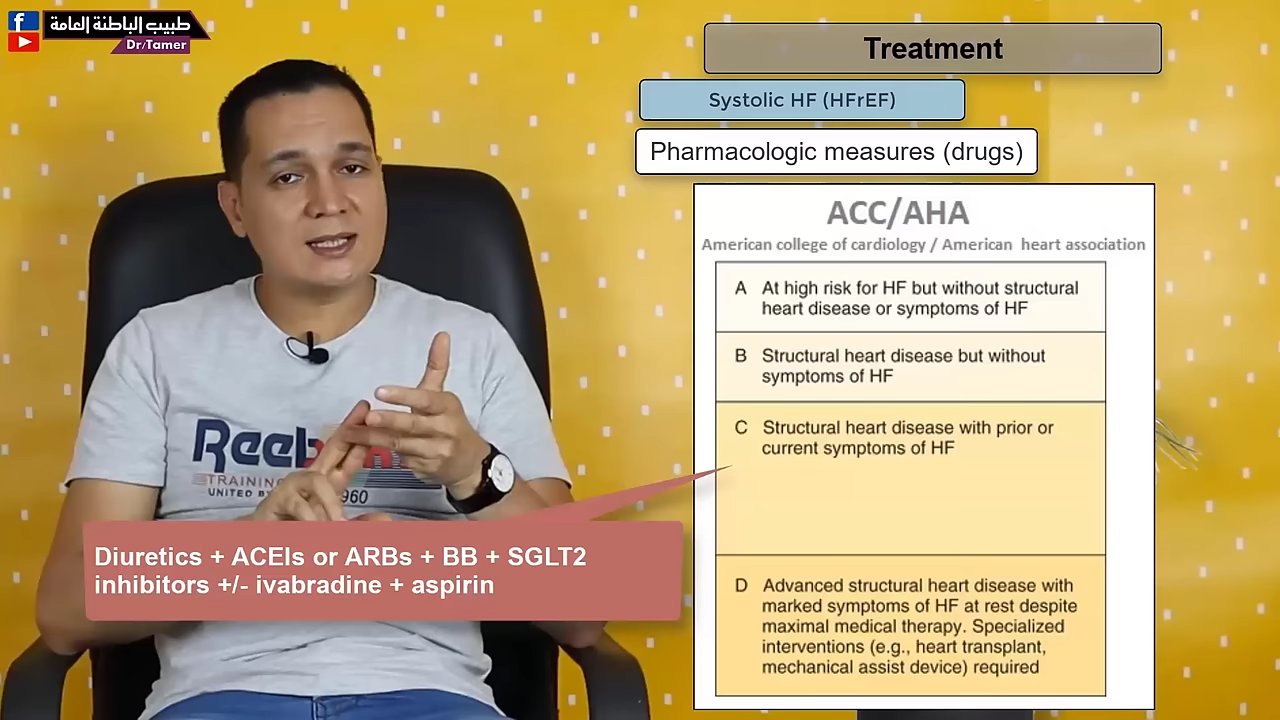 طبيب الباطنة العامة
Dr/Tamer
Treatment
Systolic HF (HFrEF)
Pharmacologic measures (drugs)
ACC/AHA
American college of cardiology / American heart association
A At high risk for HF but without structural
heart disease or symptoms of HF
B Structural heart disease but without
symptoms of HF
C Structural heart disease with prior or
current symptoms of HF
D Advanced structural heart disease with
marked symptoms of HF at rest despite
maximal medical therapy. Specialized
interventions (e.g., heart transplant,
mechanical assist device) required
Diuretics + ACEIs or ARBs + BB + SGLT2
inhibitors +/- ivabradine + aspirin
TRAINING
UNITED